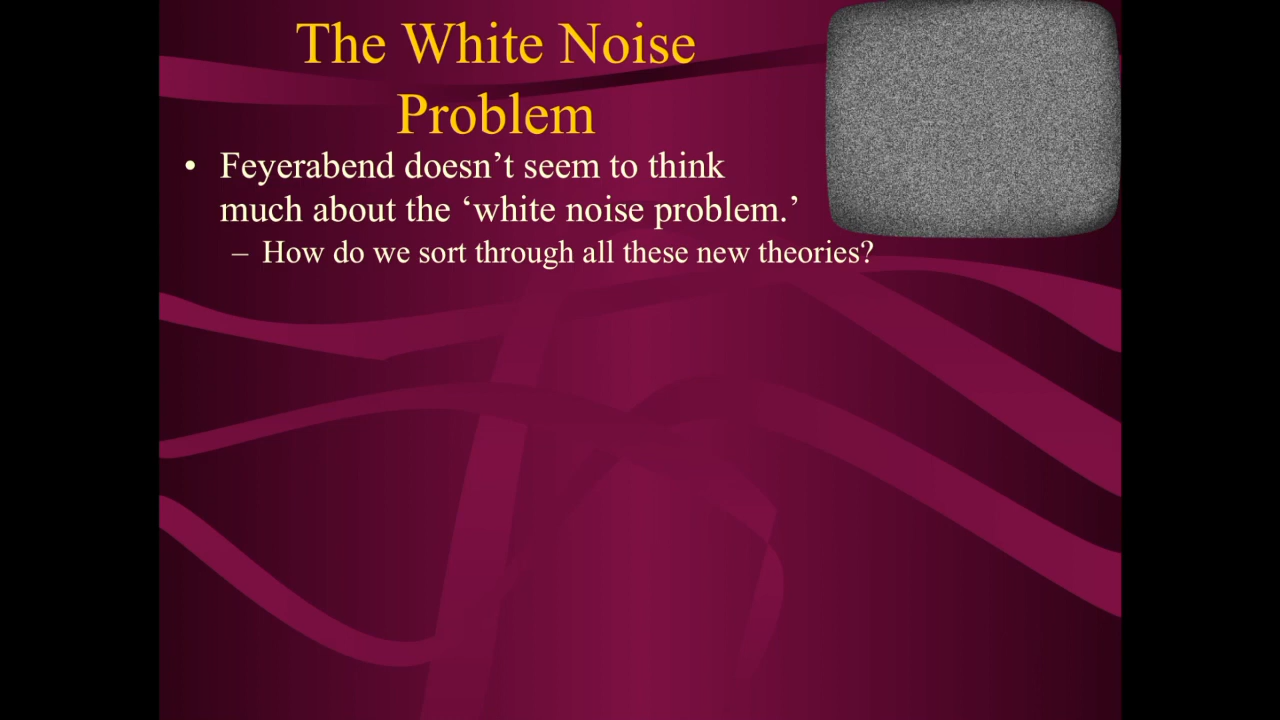 The White Noise
Problem
• Feyerabend doesn’t seem to think
much about the ‘white noise problem.’
– How do we sort through all these new theories?